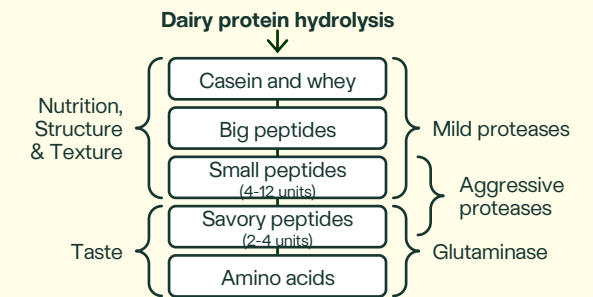 Dairy protein hydrolysis
Casein and whey
Nutrition,
Structure
& Texture
Big peptides
Mild proteases
Small peptides
(4-12 units)
Aggressive
proteases
Savory peptides
(2-4 units)
Taste
Glutaminase
Amino acids